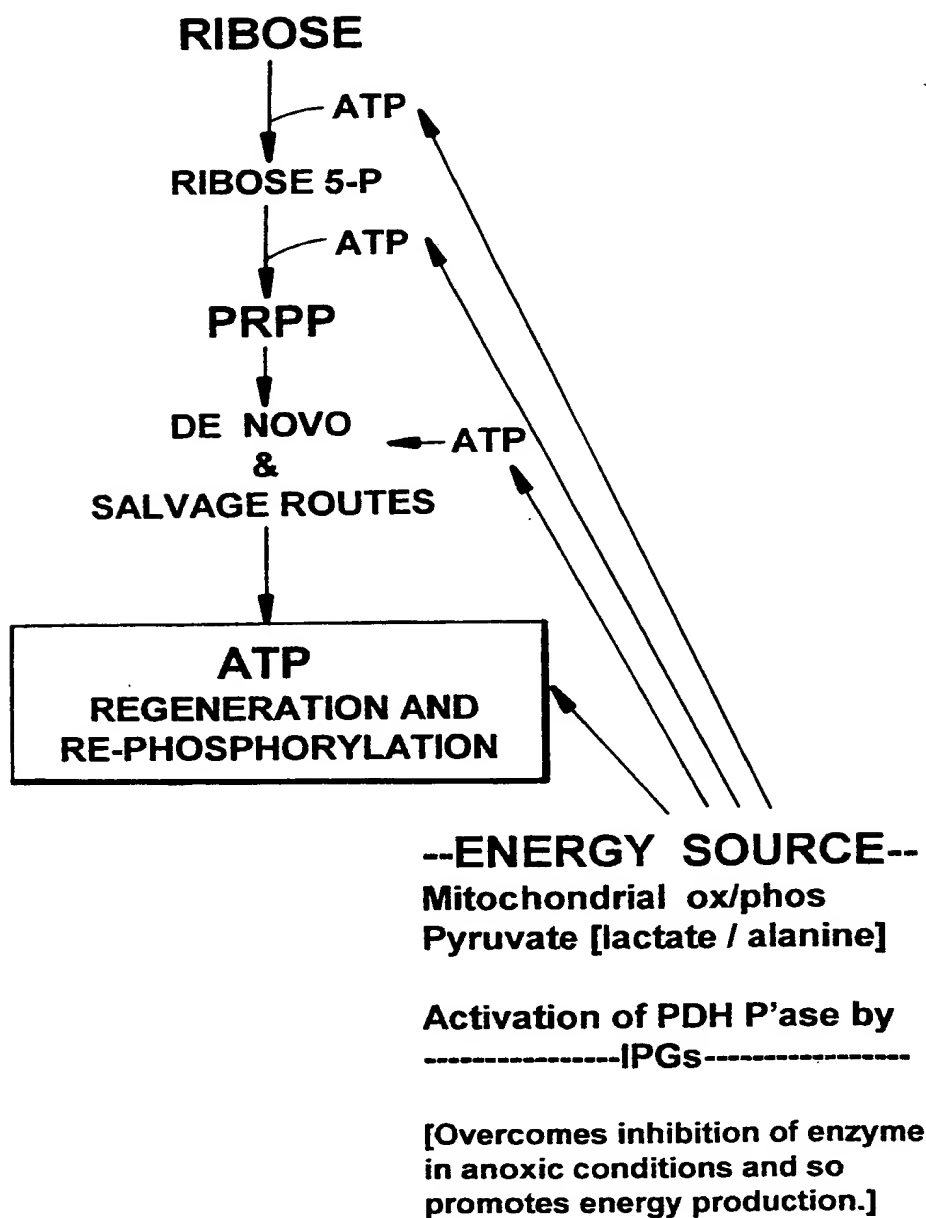 RIBOSE
ATP
RIBOSE 5-P
ATP
PRPP
DE NOVO
ATP
&
SALVAGE ROUTES
ATP
REGENERATION AND
RE-PHOSPHORYLATION
--ENERGY SOURCE--
Mitochondrial ox/phos
Pyruvate [lactate / alanine]
Activation of PDH P'ase by
----------------IPGs-----------------
[Overcomes inhibition of enzyme
in anoxic conditions and so
promotes energy production.]